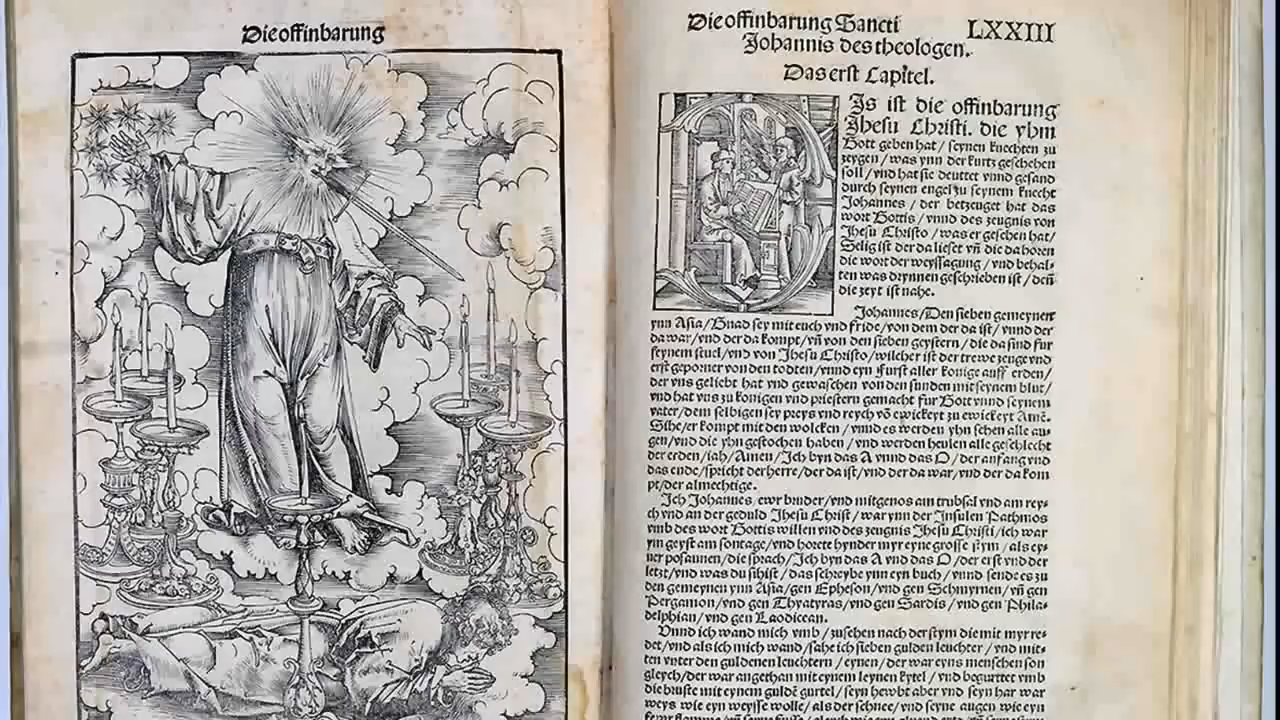 Die offinbarung
Die offinbarung Sancti
Johannis des theologen.
LXXIII
Das erst Capitel.
Is ist die offinbarung
Jhesu Christi. die yhm
Gott geben hat / seynen knechten zu
zeygen / was ynn der kurtz geschehen
soll / vnd hat sie deuttet vnnd gesand
durch seynen engel zu seynem knecht
Johannes / der betzeuget hat das
wort Gottis / vnnd des zeugnis von
Jhesu Christo / was er gesehen hat /
Selig ist der da lieset vñ die da horen
die wort der weyssagung / vnd behal⸗
ten was drynnen geschrieben ist / deñ
die zeyt ist nahe.
Johannes / Den sieben gemeynen
ynn Asia / Gnad sey mit euch vnd fride / von dem der da ist / vnnd der
da war / vnd der da kompt / vñ von den sieben geystern / die da sind fur
seynem stuel / vnd von Jhesu Christo / wilcher ist der trewe zeuge vnd
erst geporner von den todten / vnnd eyn Furst aller konige auff erden /
der vns geliebt hat vnd gewaschen von den sunden mit seynem blut /
vnd hat vns zu konigen vnd priestern gemacht fur Gott vnnd seynem
vater / dem selbigen sey preys vnd reych võ ewickeyt zu ewickeyt Amē.
Sihe / er kompt mit den wolcken / vnnd es werden yhn sehen alle au⸗
gen / vnd die yhn gestochen haben / vnd werden heulen alle geschlecht
der erden / iah / Amen / Jch byn das A vnnd das O / der anfang vnd
das ende / spricht der herre / der da ist / vnd der da war / vnd der da kom
pt / der almechtige.
Jch Johannes, ewr bruder / vnd mitgenos am trubsal vnd am rey⸗
ch vnd an der gedult Jhesu Christ / war ynn der Jnsulen Pathmos
vmb des wort Gottis willen vnd des zeugnis Jhesu Christi / ich war
ym geyst am sontage / vnd horete hynder myr eyne grosse stym / als ey⸗
ner posaunen / die sprach / Jch byn das A vnd das O / der erst vnd der
letzt / vnd was du sihist / das schreybe ynn eyn buch / vnnd sende es zu
den gemeynen ynn Asia / gen Epheson / vnd gen Schmyrnen / vñ gen
Pergamon / vnd gen Thyatyras / vnd gen Sardis / vnd gen Phila⸗
delphian / vnd gen Laodicean.
Vnnd ich wand mich vmb / zusehen nach der stym die mit myr re⸗
det / vnd als ich mich wand / sahe ich sieben gulden leuchter / vnd mit⸗
ten vnter den guldenen leuchtern / eynen / der war eyns menschen son
gleych / der war angethan mit eynem leynen kytel / vnd begurttet vmb
die bruste mit eynem guldē gurtel / seyn hewbt aber vnd seyn har war
weys wie eyn weysse wolle / als der schnee / vnd seyne augen wie eyn